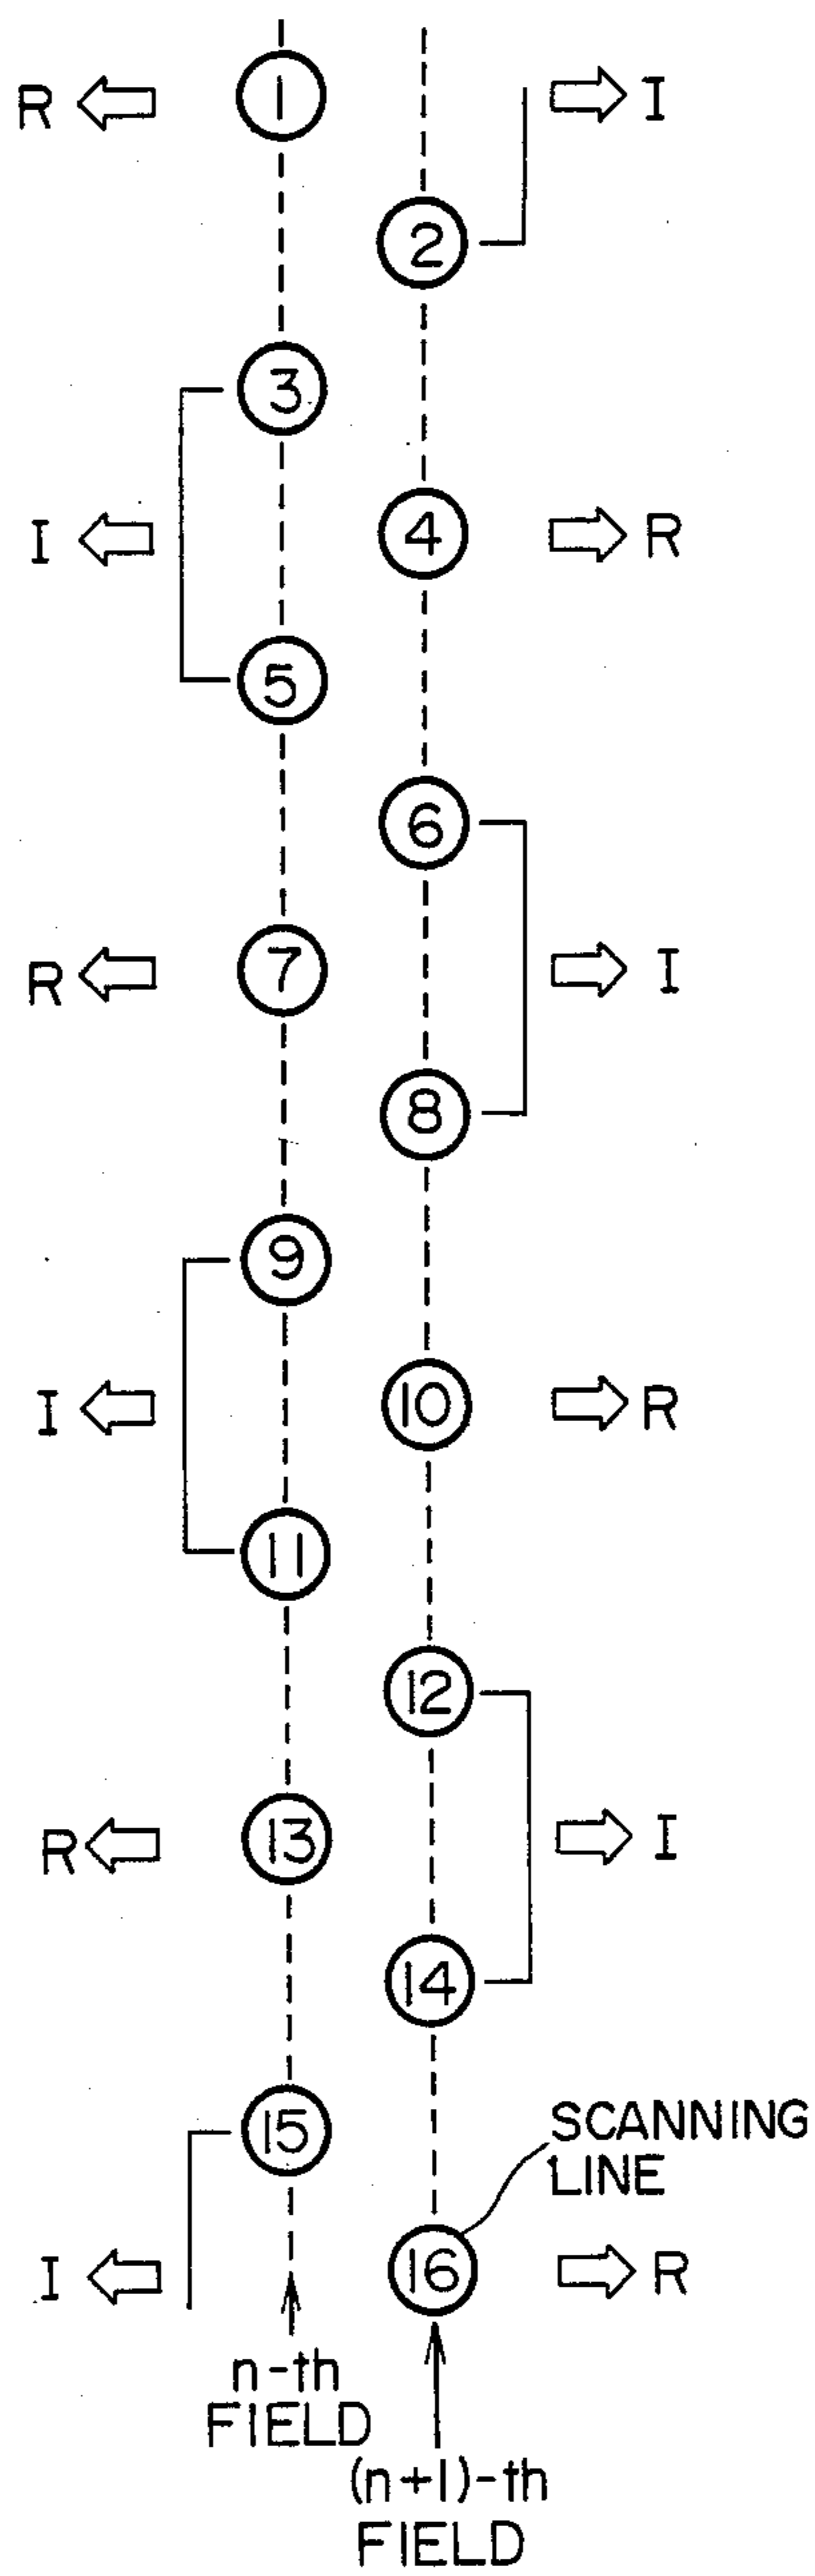 R ① I
②
③
I ④ R
⑤
⑥
R ⑦ I
⑧
⑨
I ⑩ R
⑪
⑫
R ⑬ I
⑭
⑮
SCANNING
LINE
I ⑯ R
n-th
FIELD
(n+1)-th
FIELD